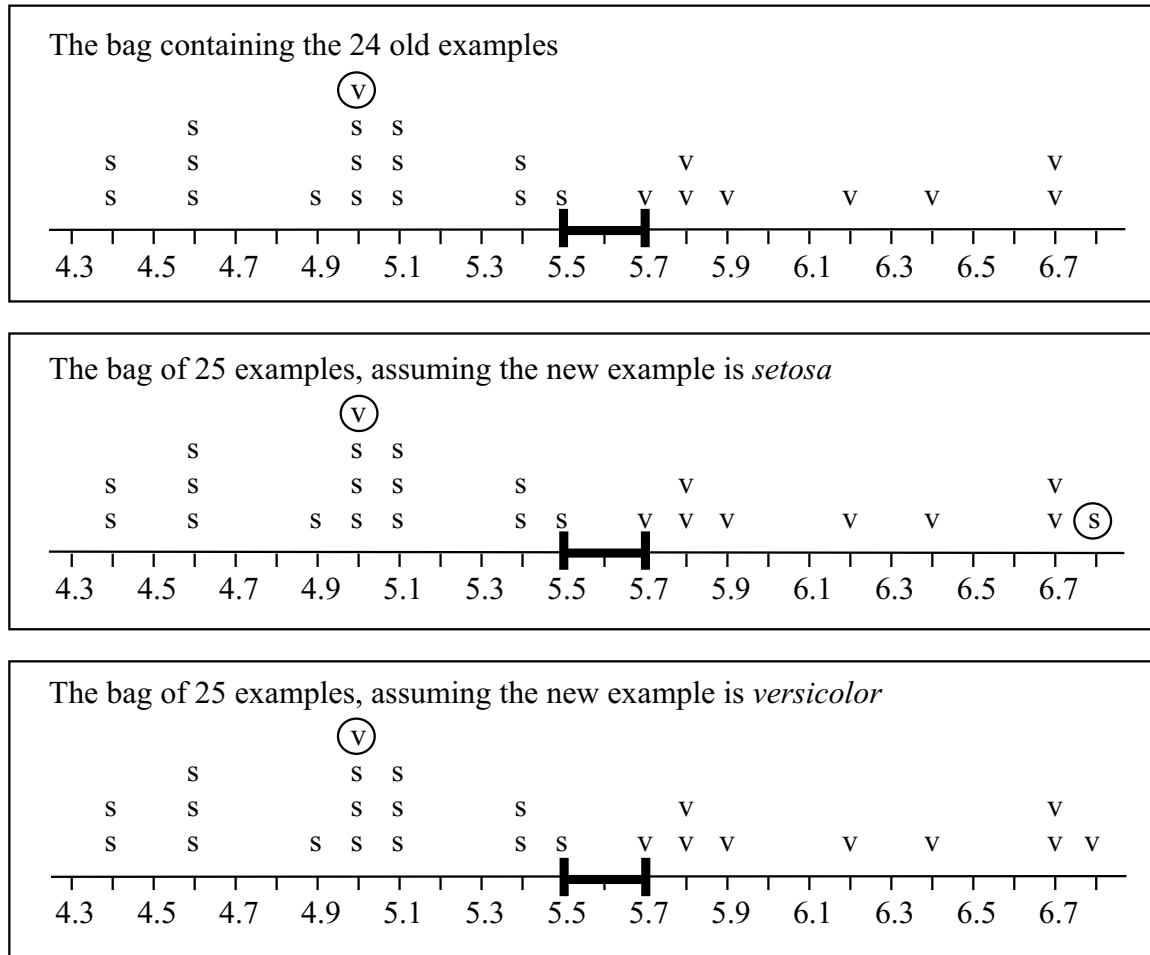 The bag containing the 24 old examples
v
s s s
s s s s s v v
s s s s s s s v v v v v v
4.3 4.5 4.7 4.9 5.1 5.3 5.5 5.7 5.9 6.1 6.3 6.5 6.7
The bag of 25 examples, assuming the new example is setosa
v
s s s
s s s s s v v
s s s s s s s v v v v v v s
4.3 4.5 4.7 4.9 5.1 5.3 5.5 5.7 5.9 6.1 6.3 6.5 6.7
The bag of 25 examples, assuming the new example is versicolor
v
s s s
s s s s s v v
s s s s s s s v v v v v v v
4.3 4.5 4.7 4.9 5.1 5.3 5.5 5.7 5.9 6.1 6.3 6.5 6.7